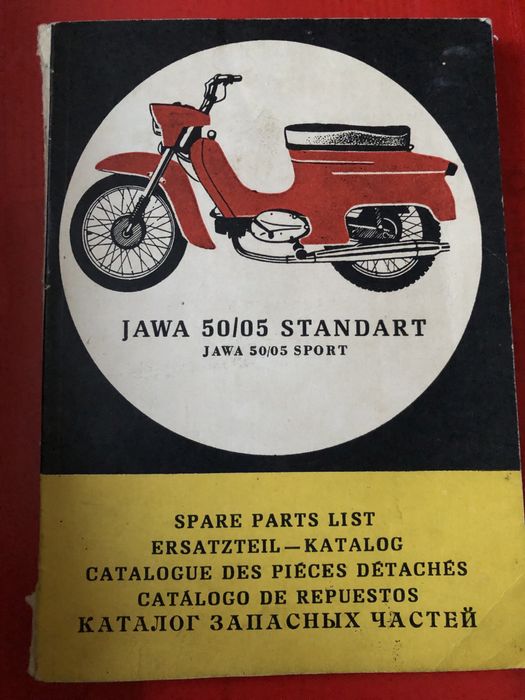 JAWA 50/05 STANDART
JAWA 50/05 SPORT
SPARE PARTS LIST
ERSATZTEIL — KATALOG
CATALOGUE DES PIÉCES DÉTACHÉS
CATÁLOGO DE REPUESTOS
КАТАЛОГ ЗАПАСНЫХ ЧАСТЕЙ